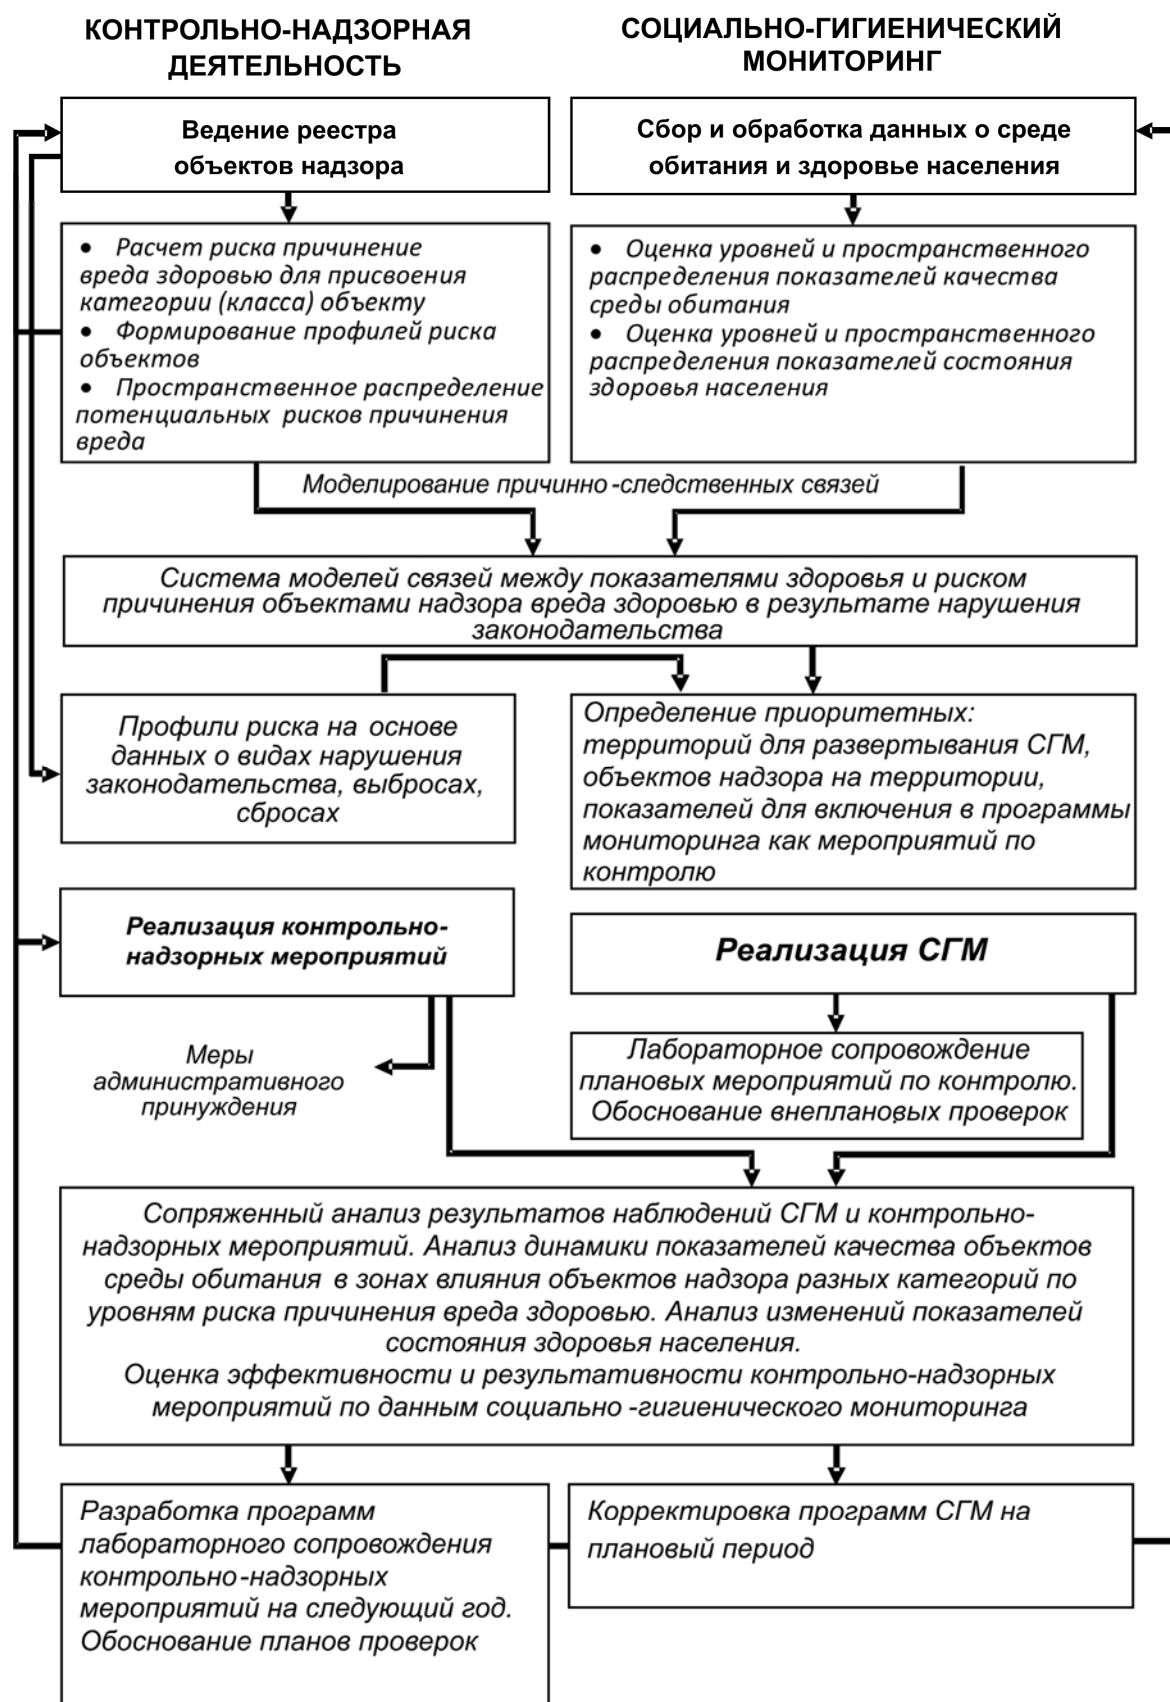 КОНТРОЛЬНО-НАДЗОРНАЯ
ДЕЯТЕЛЬНОСТЬ
СОЦИАЛЬНО-ГИГИЕНИЧЕСКИЙ
МОНИТОРИНГ
Ведение реестра
объектов надзора
Сбор и обработка данных о среде
обитания и здоровье населения
• Расчет риска причинение
вреда здоровью для присвоения
категории (класса) объекту
• Формирование профилей риска
объектов
• Пространственное распределение
потенциальных рисков причинения
вреда
• Оценка уровней и пространственного
распределения показателей качества
среды обитания
• Оценка уровней и пространственного
распределения показателей состояния
здоровья населения
Моделирование причинно-следственных связей
Система моделей связей между показателями здоровья и риском
причинения объектами надзора вреда здоровью в результате нарушения
законодательства
Профили риска на основе
данных о видах нарушения
законодательства, выбросах,
сбросах
Определение приоритетных:
территорий для развертывания СГМ,
объектов надзора на территории,
показателей для включения в программы
мониторинга как мероприятий по
контролю
Реализация контрольно-
надзорных мероприятий
Реализация СГМ
Меры
административного
принуждения
Лабораторное сопровождение
плановых мероприятий по контролю.
Обоснование внеплановых проверок
Сопряженный анализ результатов наблюдений СГМ и контрольно-
надзорных мероприятий. Анализ динамики показателей качества объектов
среды обитания в зонах влияния объектов надзора разных категорий по
уровням риска причинения вреда здоровью. Анализ изменений показателей
состояния здоровья населения.
Оценка эффективности и результативности контрольно-надзорных
мероприятий по данным социально-гигиенического мониторинга
Разработка программ
лабораторного сопровождения
контрольно-надзорных
мероприятий на следующий год.
Обоснование планов проверок
Корректировка программ СГМ на
плановый период